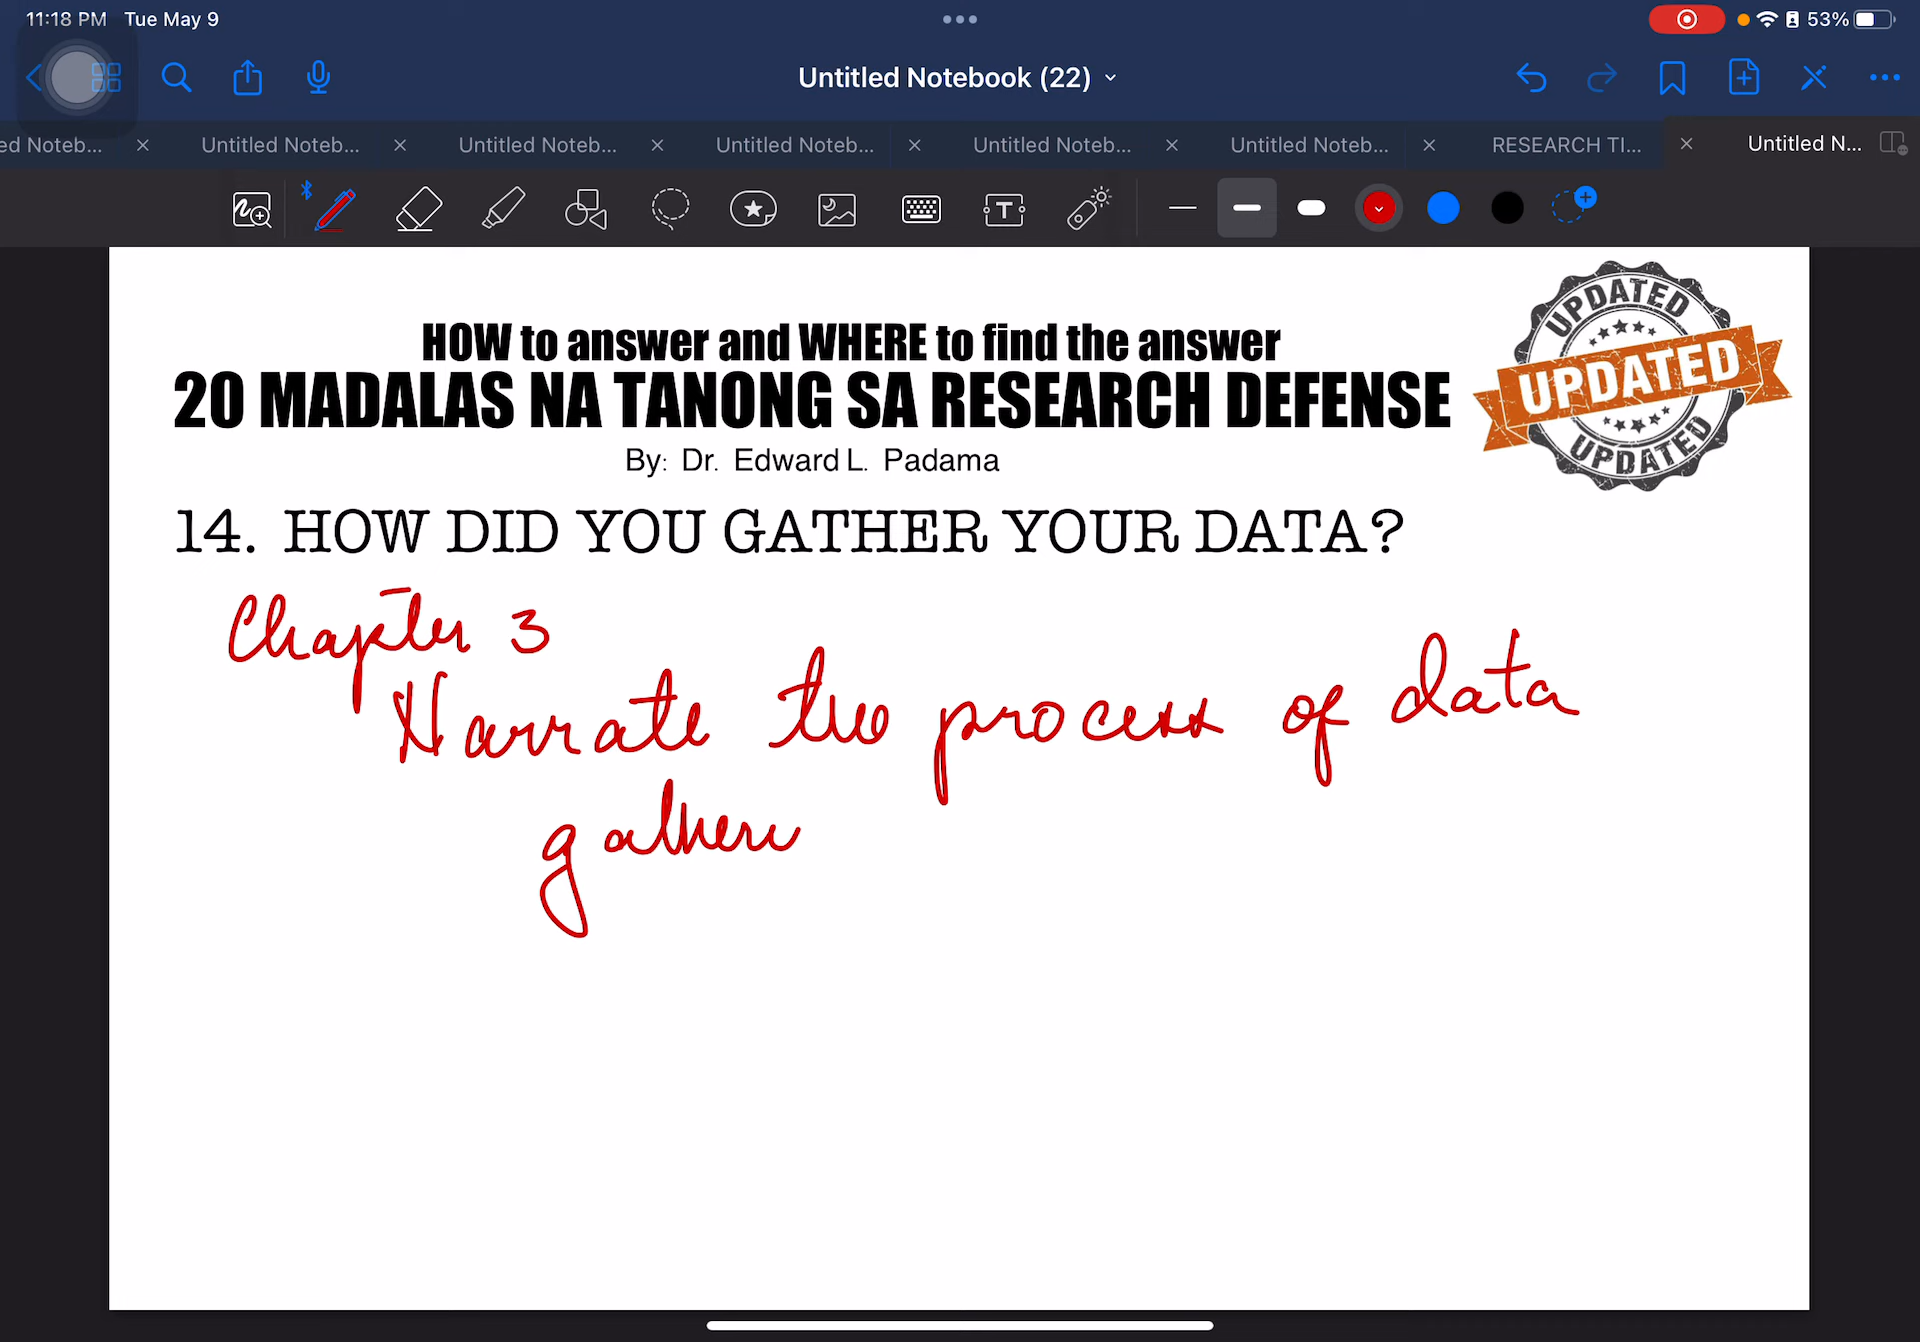 11:18 PM Tue May 9
53%
Untitled Notebook (22)
ed Noteb...
Untitled Noteb...
Untitled Noteb...
Untitled Noteb...
Untitled Noteb...
Untitled Noteb...
RESEARCH TI...
Untitled N...
T
HOW to answer and WHERE to find the answer
20 MADALAS NA TANONG SA RESEARCH DEFENSE
By: Dr. Edward L. Padama
UPDATED
UPDATED
UPDATED
14. HOW DID YOU GATHER YOUR DATA?
Chapter 3
Narrate the process of data
gatheri